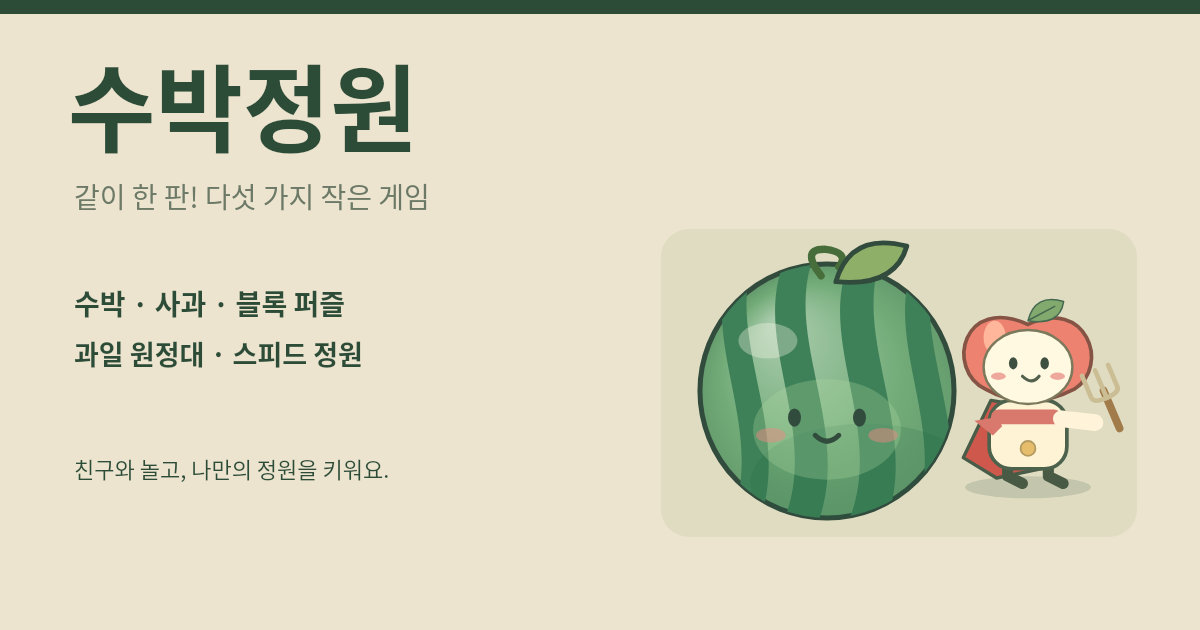 수박정원
같이 한 판! 다섯 가지 작은 게임
수박 · 사과 · 블록 퍼즐
과일 원정대 · 스피드 정원
친구와 놀고, 나만의 정원을 키워요.